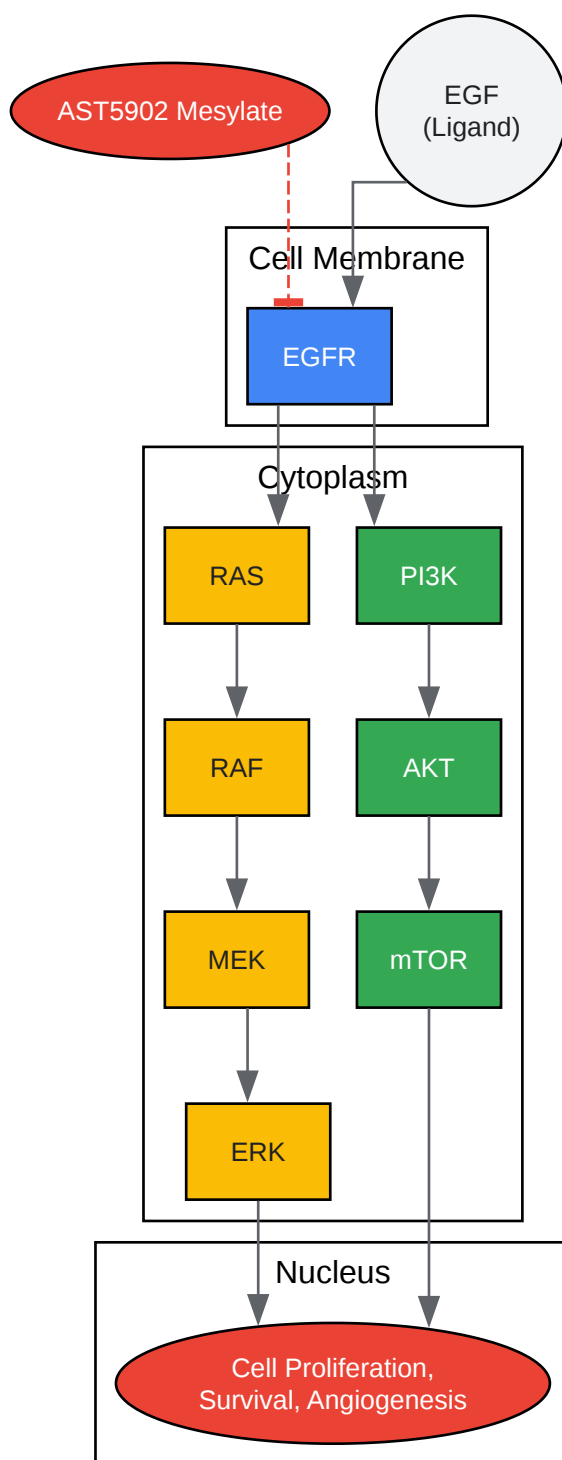 AST5902 Mesylate
EGF
(Ligand)
Cell Membrane
EGFR
Cytoplasm
RAS
PI3K
RAF
AKT
MEK
mTOR
ERK
Nucleus
Cell Proliferation,
Survival, Angiogenesis